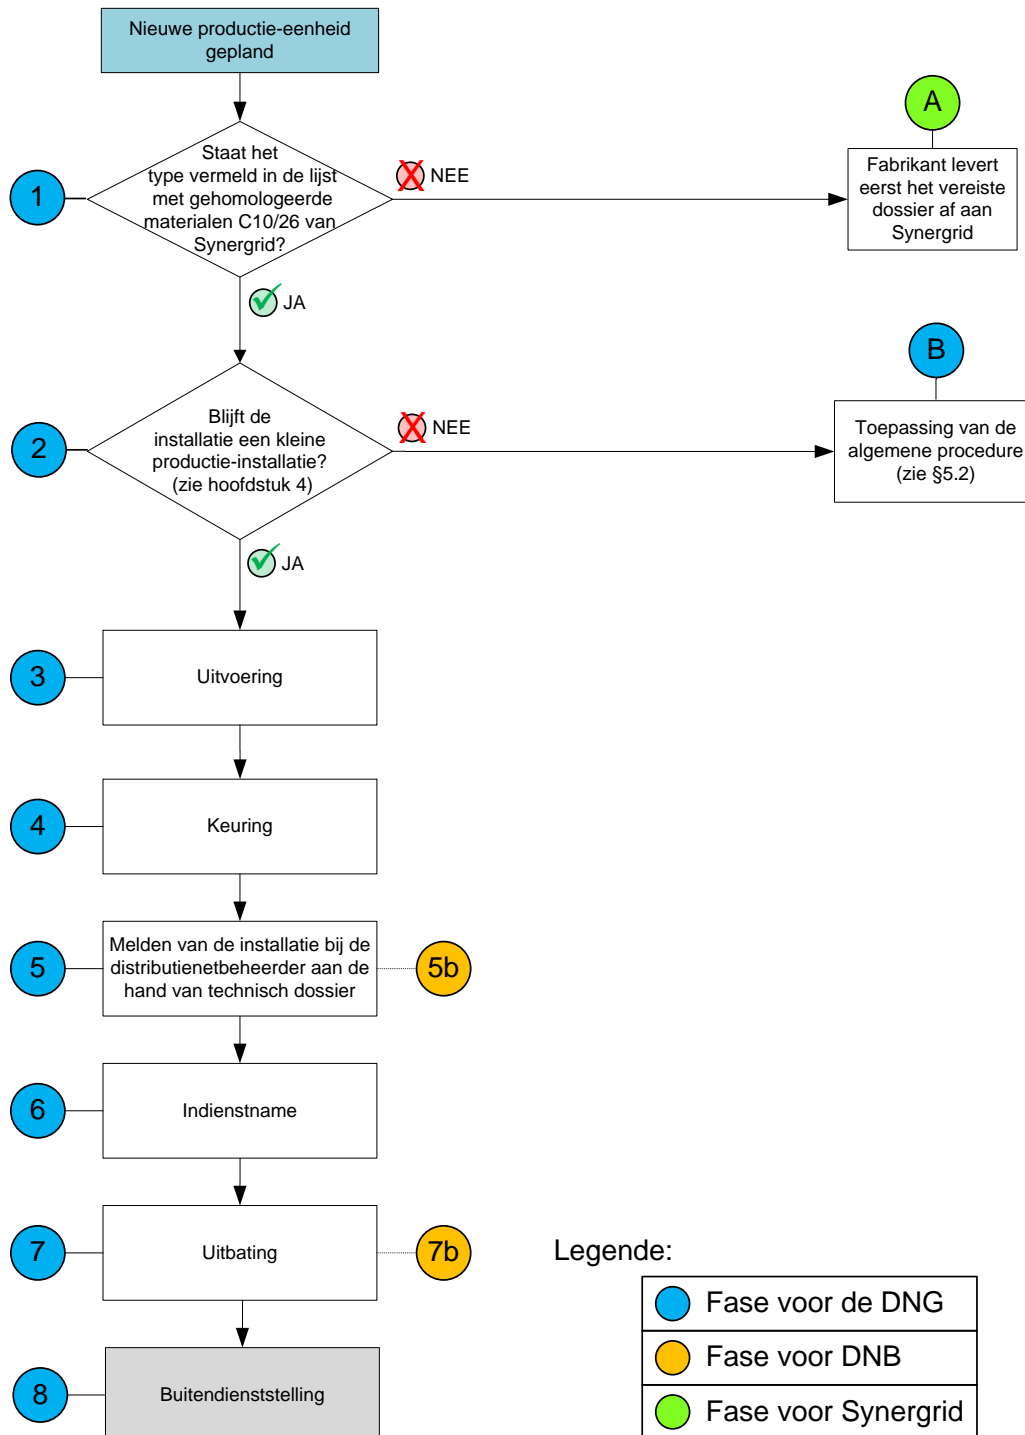 Nieuwe productie-eenheid
gepland
A
1
Staat het
type vermeld in de lijst
met gehomologeerde
materialen C10/26 van
Synergrid?
NEE
Fabrikant levert
eerst het vereiste
dossier af aan
Synergrid
JA
B
2
Blijft de
installatie een kleine
productie-installatie?
(zie hoofdstuk 4)
NEE
Toepassing van de
algemene procedure
(zie §5.2)
JA
3
Uitvoering
4
Keuring
5
Melden van de installatie bij de
distributienetbeheerder aan de
hand van technisch dossier
5b
6
Indienstname
7
Uitbating
7b
8
Buitendienststelling
Legende:
Fase voor de DNG
Fase voor DNB
Fase voor Synergrid